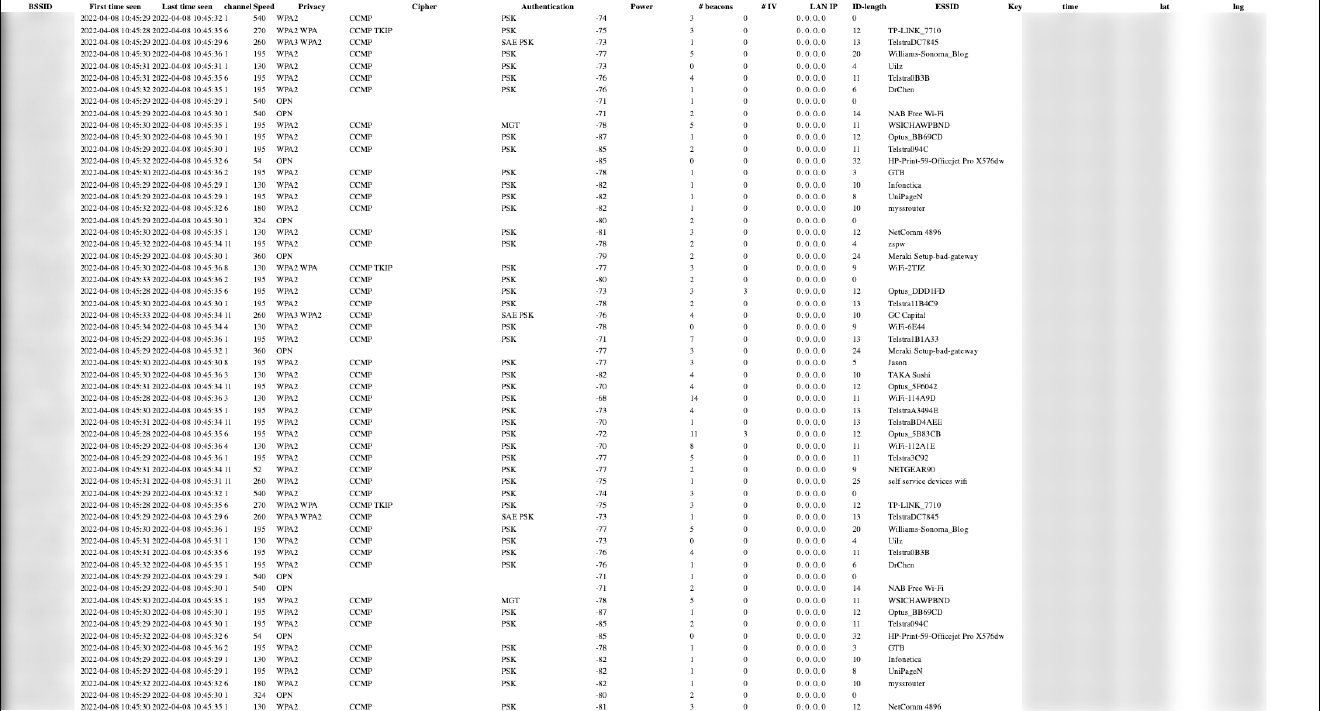 BSSID First time seen Last time seen channel Speed Privacy Cipher Authentication Power # beacons # IV LAN IP ID-length ESSID Key time lat lng
2022-04-08 10:45:29 2022-04-08 10:45:32 1 540 WPA2 CCMP PSK -74 3 0 0.0.0.0 0
2022-04-08 10:45:28 2022-04-08 10:45:35 6 270 WPA2 WPA CCMP TKIP PSK -75 3 0 0.0.0.0 12 TP-LINK_7710
2022-04-08 10:45:29 2022-04-08 10:45:29 6 260 WPA3 WPA2 CCMP SAE PSK -73 1 0 0.0.0.0 13 TelstraDC7845
2022-04-08 10:45:30 2022-04-08 10:45:36 1 195 WPA2 CCMP PSK -77 5 0 0.0.0.0 20 Williams-Sonoma_Blog
2022-04-08 10:45:31 2022-04-08 10:45:31 1 130 WPA2 CCMP PSK -73 0 0 0.0.0.0 4 Uilz
2022-04-08 10:45:31 2022-04-08 10:45:35 6 195 WPA2 CCMP PSK -76 4 0 0.0.0.0 11 Telstra0B3B
2022-04-08 10:45:32 2022-04-08 10:45:35 1 195 WPA2 CCMP PSK -76 1 0 0.0.0.0 6 DrChen
2022-04-08 10:45:29 2022-04-08 10:45:29 1 540 OPN -71 1 0 0.0.0.0 0
2022-04-08 10:45:29 2022-04-08 10:45:30 1 540 OPN -71 2 0 0.0.0.0 14 NAB Free Wi-Fi
2022-04-08 10:45:30 2022-04-08 10:45:35 1 195 WPA2 CCMP MGT -78 5 0 0.0.0.0 11 WSICHAWPBND
2022-04-08 10:45:30 2022-04-08 10:45:30 1 195 WPA2 CCMP PSK -87 1 0 0.0.0.0 12 Optus_BB69CD
2022-04-08 10:45:29 2022-04-08 10:45:30 1 195 WPA2 CCMP PSK -85 2 0 0.0.0.0 11 Telstra094C
2022-04-08 10:45:32 2022-04-08 10:45:32 6 54 OPN -85 0 0 0.0.0.0 32 HP-Print-59-Officejet Pro X576dw
2022-04-08 10:45:30 2022-04-08 10:45:36 2 195 WPA2 CCMP PSK -78 1 0 0.0.0.0 3 GTB
2022-04-08 10:45:29 2022-04-08 10:45:29 1 130 WPA2 CCMP PSK -82 1 0 0.0.0.0 10 Infonetica
2022-04-08 10:45:29 2022-04-08 10:45:29 1 195 WPA2 CCMP PSK -82 1 0 0.0.0.0 8 UniPageN
2022-04-08 10:45:32 2022-04-08 10:45:32 6 180 WPA2 CCMP PSK -82 1 0 0.0.0.0 10 myssrouter
2022-04-08 10:45:29 2022-04-08 10:45:30 1 324 OPN -80 2 0 0.0.0.0 0
2022-04-08 10:45:30 2022-04-08 10:45:35 1 130 WPA2 CCMP PSK -81 3 0 0.0.0.0 12 NetComm 4896
2022-04-08 10:45:32 2022-04-08 10:45:34 11 195 WPA2 CCMP PSK -78 2 0 0.0.0.0 4 zspw
2022-04-08 10:45:29 2022-04-08 10:45:30 1 360 OPN -79 2 0 0.0.0.0 24 Meraki Setup-bad-gateway
2022-04-08 10:45:30 2022-04-08 10:45:36 8 130 WPA2 WPA CCMP TKIP PSK -77 3 0 0.0.0.0 9 WiFi-2TJZ
2022-04-08 10:45:33 2022-04-08 10:45:36 2 195 WPA2 CCMP PSK -80 2 0 0.0.0.0 0
2022-04-08 10:45:28 2022-04-08 10:45:35 6 195 WPA2 CCMP PSK -73 3 3 0.0.0.0 12 Optus_DDD1FD
2022-04-08 10:45:30 2022-04-08 10:45:30 1 195 WPA2 CCMP PSK -78 2 0 0.0.0.0 13 Telstra11B4C9
2022-04-08 10:45:33 2022-04-08 10:45:34 11 260 WPA3 WPA2 CCMP SAE PSK -76 4 0 0.0.0.0 10 GC Capital
2022-04-08 10:45:34 2022-04-08 10:45:34 4 130 WPA2 CCMP PSK -78 0 0 0.0.0.0 9 WiFi-6E44
2022-04-08 10:45:29 2022-04-08 10:45:36 1 195 WPA2 CCMP PSK -71 7 0 0.0.0.0 13 Telstra1B1A33
2022-04-08 10:45:29 2022-04-08 10:45:32 1 360 OPN -77 3 0 0.0.0.0 24 Meraki Setup-bad-gateway
2022-04-08 10:45:30 2022-04-08 10:45:30 8 195 WPA2 CCMP PSK -77 3 0 0.0.0.0 5 Jason
2022-04-08 10:45:30 2022-04-08 10:45:36 3 130 WPA2 CCMP PSK -82 4 0 0.0.0.0 10 TAKA Sushi
2022-04-08 10:45:31 2022-04-08 10:45:34 11 195 WPA2 CCMP PSK -70 4 0 0.0.0.0 12 Optus_5F6042
2022-04-08 10:45:28 2022-04-08 10:45:36 3 130 WPA2 CCMP PSK -68 14 0 0.0.0.0 11 WiFi-114A9D
2022-04-08 10:45:30 2022-04-08 10:45:35 1 195 WPA2 CCMP PSK -73 4 0 0.0.0.0 13 TelstraA3494E
2022-04-08 10:45:31 2022-04-08 10:45:34 11 195 WPA2 CCMP PSK -70 1 0 0.0.0.0 13 TelstraBD4AEE
2022-04-08 10:45:28 2022-04-08 10:45:35 6 195 WPA2 CCMP PSK -72 11 3 0.0.0.0 12 Optus_5B83CB
2022-04-08 10:45:29 2022-04-08 10:45:36 4 130 WPA2 CCMP PSK -70 8 0 0.0.0.0 11 WiFi-112A1E
2022-04-08 10:45:29 2022-04-08 10:45:36 1 195 WPA2 CCMP PSK -77 5 0 0.0.0.0 11 Telstra3C92
2022-04-08 10:45:31 2022-04-08 10:45:34 11 52 WPA2 CCMP PSK -77 2 0 0.0.0.0 9 NETGEAR90
2022-04-08 10:45:31 2022-04-08 10:45:31 11 260 WPA2 CCMP PSK -75 1 0 0.0.0.0 25 self service devices wifi
2022-04-08 10:45:29 2022-04-08 10:45:32 1 540 WPA2 CCMP PSK -74 3 0 0.0.0.0 0
2022-04-08 10:45:28 2022-04-08 10:45:35 6 270 WPA2 WPA CCMP TKIP PSK -75 3 0 0.0.0.0 12 TP-LINK_7710
2022-04-08 10:45:29 2022-04-08 10:45:29 6 260 WPA3 WPA2 CCMP SAE PSK -73 1 0 0.0.0.0 13 TelstraDC7845
2022-04-08 10:45:30 2022-04-08 10:45:36 1 195 WPA2 CCMP PSK -77 5 0 0.0.0.0 20 Williams-Sonoma_Blog
2022-04-08 10:45:31 2022-04-08 10:45:31 1 130 WPA2 CCMP PSK -73 0 0 0.0.0.0 4 Uilz
2022-04-08 10:45:31 2022-04-08 10:45:35 6 195 WPA2 CCMP PSK -76 4 0 0.0.0.0 11 Telstra0B3B
2022-04-08 10:45:32 2022-04-08 10:45:35 1 195 WPA2 CCMP PSK -76 1 0 0.0.0.0 6 DrChen
2022-04-08 10:45:29 2022-04-08 10:45:29 1 540 OPN -71 1 0 0.0.0.0 0
2022-04-08 10:45:29 2022-04-08 10:45:30 1 540 OPN -71 2 0 0.0.0.0 14 NAB Free Wi-Fi
2022-04-08 10:45:30 2022-04-08 10:45:35 1 195 WPA2 CCMP MGT -78 5 0 0.0.0.0 11 WSICHAWPBND
2022-04-08 10:45:30 2022-04-08 10:45:30 1 195 WPA2 CCMP PSK -87 1 0 0.0.0.0 12 Optus_BB69CD
2022-04-08 10:45:29 2022-04-08 10:45:30 1 195 WPA2 CCMP PSK -85 2 0 0.0.0.0 11 Telstra094C
2022-04-08 10:45:32 2022-04-08 10:45:32 6 54 OPN -85 0 0 0.0.0.0 32 HP-Print-59-Officejet Pro X576dw
2022-04-08 10:45:30 2022-04-08 10:45:36 2 195 WPA2 CCMP PSK -78 1 0 0.0.0.0 3 GTB
2022-04-08 10:45:29 2022-04-08 10:45:29 1 130 WPA2 CCMP PSK -82 1 0 0.0.0.0 10 Infonetica
2022-04-08 10:45:29 2022-04-08 10:45:29 1 195 WPA2 CCMP PSK -82 1 0 0.0.0.0 8 UniPageN
2022-04-08 10:45:32 2022-04-08 10:45:32 6 180 WPA2 CCMP PSK -82 1 0 0.0.0.0 10 myssrouter
2022-04-08 10:45:29 2022-04-08 10:45:30 1 324 OPN -80 2 0 0.0.0.0 0
2022-04-08 10:45:30 2022-04-08 10:45:35 1 130 WPA2 CCMP PSK -81 3 0 0.0.0.0 12 NetComm 4896